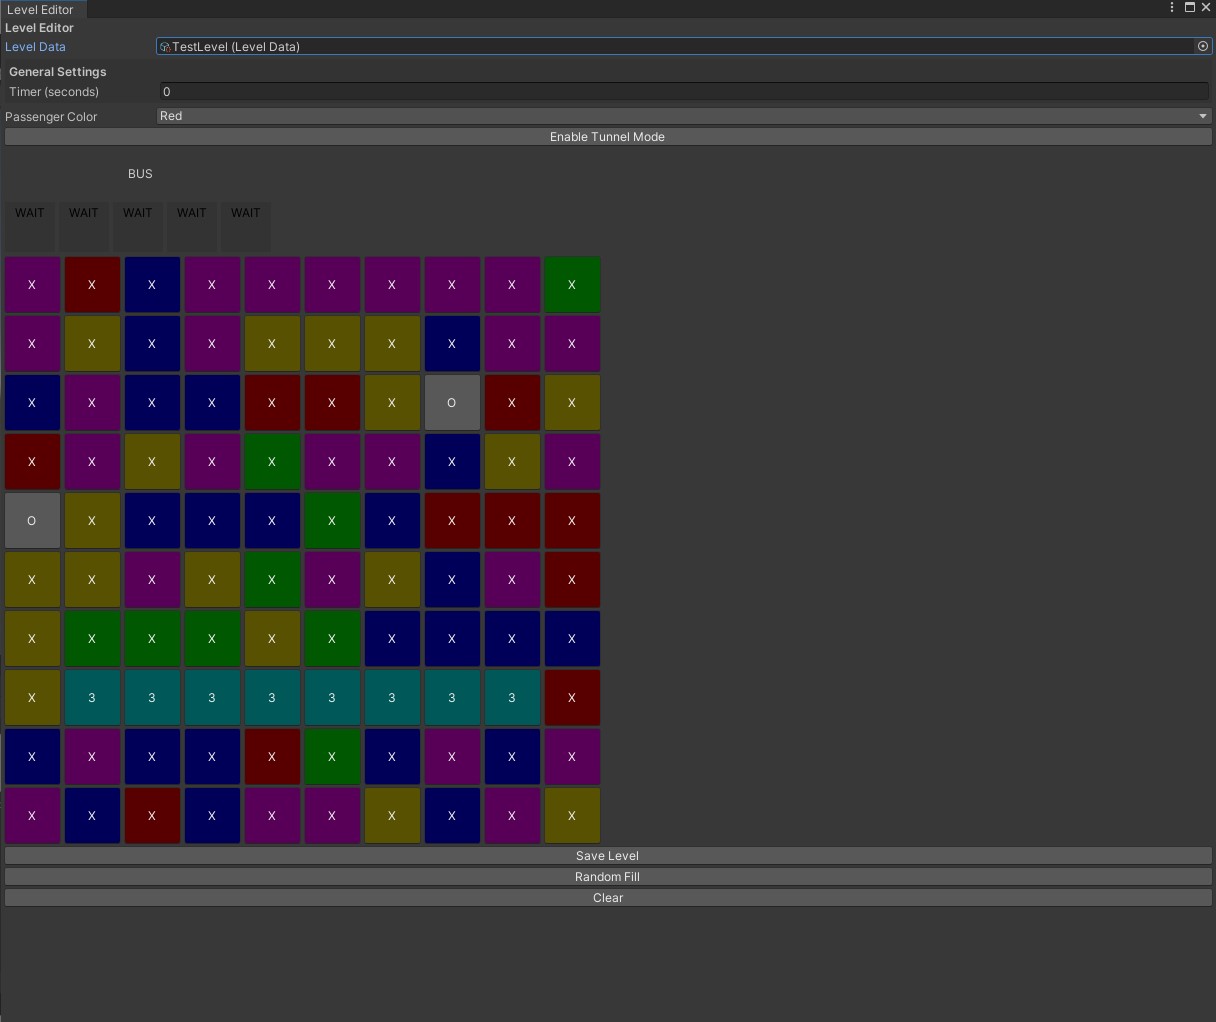 Level Editor
Level Editor
Level Data TestLevel (Level Data)
General Settings
Timer (seconds) 0
Passenger Color Red
Enable Tunnel Mode
BUS
WAIT WAIT WAIT WAIT WAIT
X X X X X X X X X X
X X X X X X X X X X
X X X X X X X O X X
X X X X X X X X X X
O X X X X X X X X X
X X X X X X X X X X
X X X X X X X X X X
X 3 3 3 3 3 3 3 3 X
X X X X X X X X X X
X X X X X X X X X X
Save Level
Random Fill
Clear